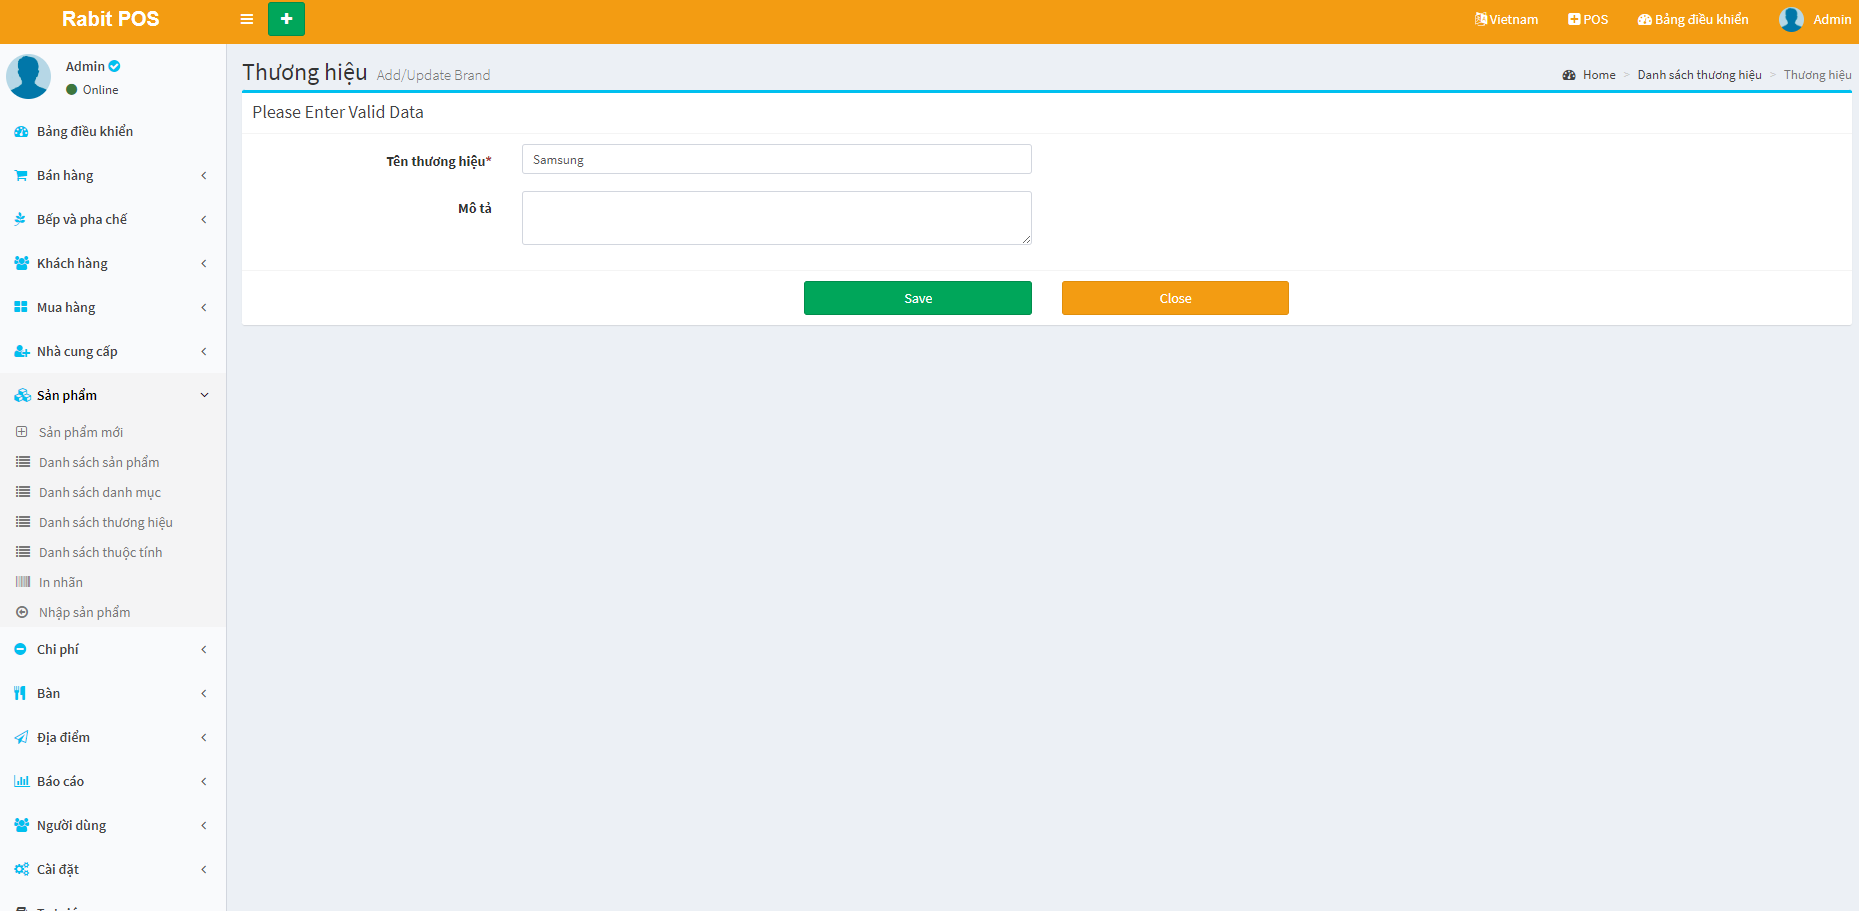 Rabit POS
Vietnam
POS
Bảng điều khiển
Admin
Admin
Online
Bảng điều khiển
Bán hàng
Bếp và pha chế
Khách hàng
Mua hàng
Nhà cung cấp
Sản phẩm
Sản phẩm mới
Danh sách sản phẩm
Danh sách danh mục
Danh sách thương hiệu
Danh sách thuộc tính
In nhãn
Nhập sản phẩm
Chi phí
Bàn
Địa điểm
Báo cáo
Người dùng
Cài đặt
Thương hiệu Add/Update Brand
Home > Danh sách thương hiệu > Thương hiệu
Please Enter Valid Data
Tên thương hiệu* Samsung
Mô tả
Save Close